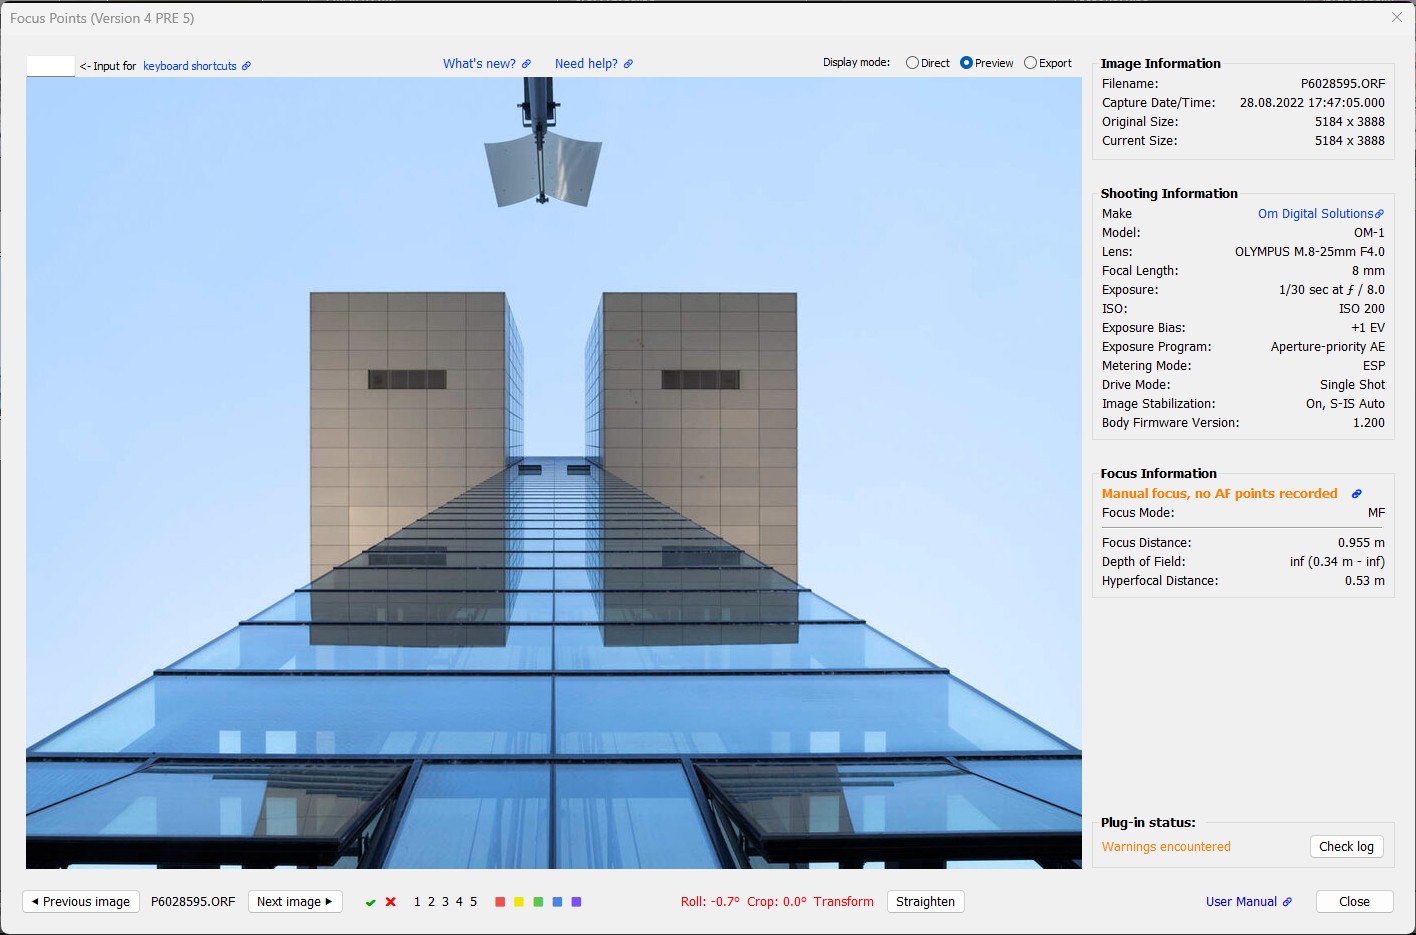 Focus Points (Version 4 PRE 5)
<- Input for keyboard shortcuts
What's new?
Need help?
Display mode: Direct Preview Export
Image Information
Filename: P6028595.ORF
Capture Date/Time: 28.08.2022 17:47:05.000
Original Size: 5184 x 3888
Current Size: 5184 x 3888
Shooting Information
Make Om Digital Solutions
Model: OM-1
Lens: OLYMPUS M.8-25mm F4.0
Focal Length: 8 mm
Exposure: 1/30 sec at ƒ / 8.0
ISO: ISO 200
Exposure Bias: +1 EV
Exposure Program: Aperture-priority AE
Metering Mode: ESP
Drive Mode: Single Shot
Image Stabilization: On, S-IS Auto
Body Firmware Version: 1.200
Focus Information
Manual focus, no AF points recorded
Focus Mode: MF
Focus Distance: 0.955 m
Depth of Field: inf (0.34 m - inf)
Hyperfocal Distance: 0.53 m
Plug-in status:
Warnings encountered Check log
Previous image P6028595.ORF Next image 1 2 3 4 5 Roll: -0.7° Crop: 0.0° Transform Straighten User Manual Close